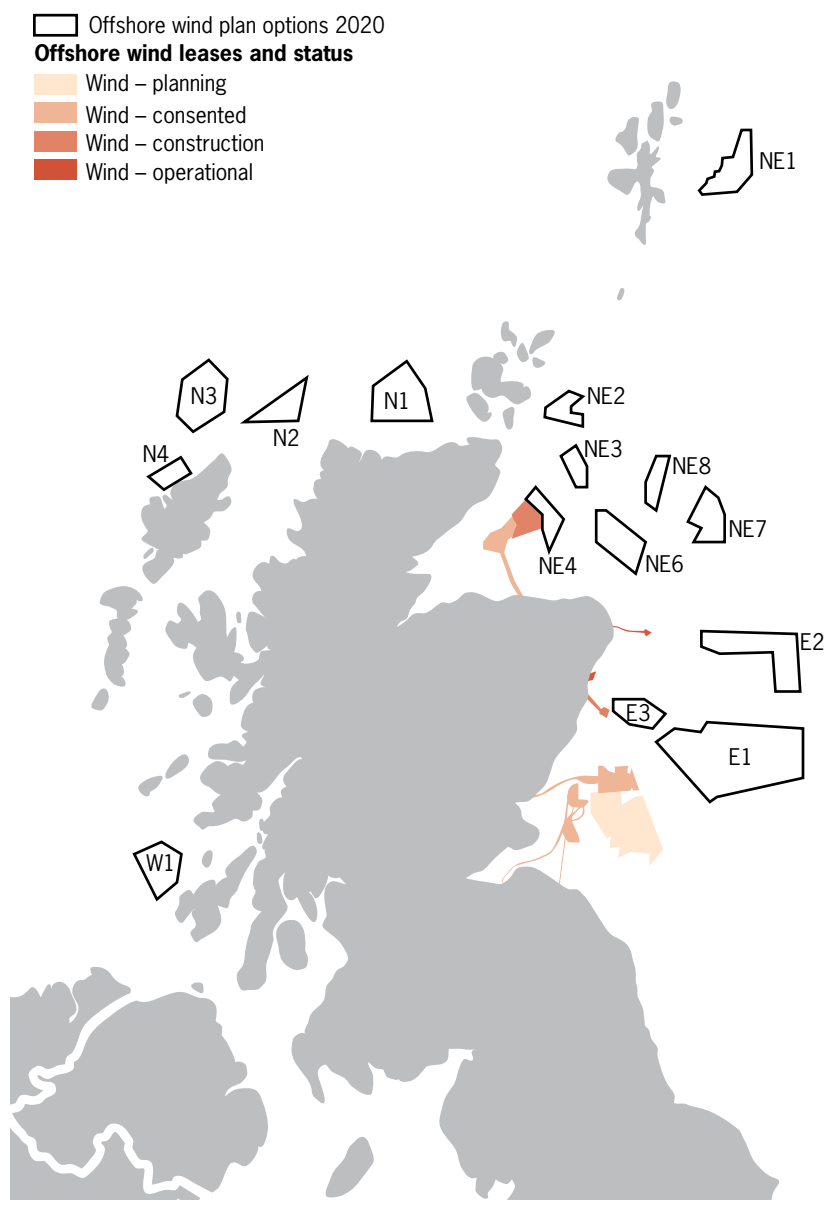 Offshore wind plan options 2020
Offshore wind leases and status
Wind – planning
Wind – consented
Wind – construction
Wind – operational
NE1
N3
N1
NE2
N2
N4
NE3
NE8
NE7
NE4
NE6
E2
E3
E1
W1